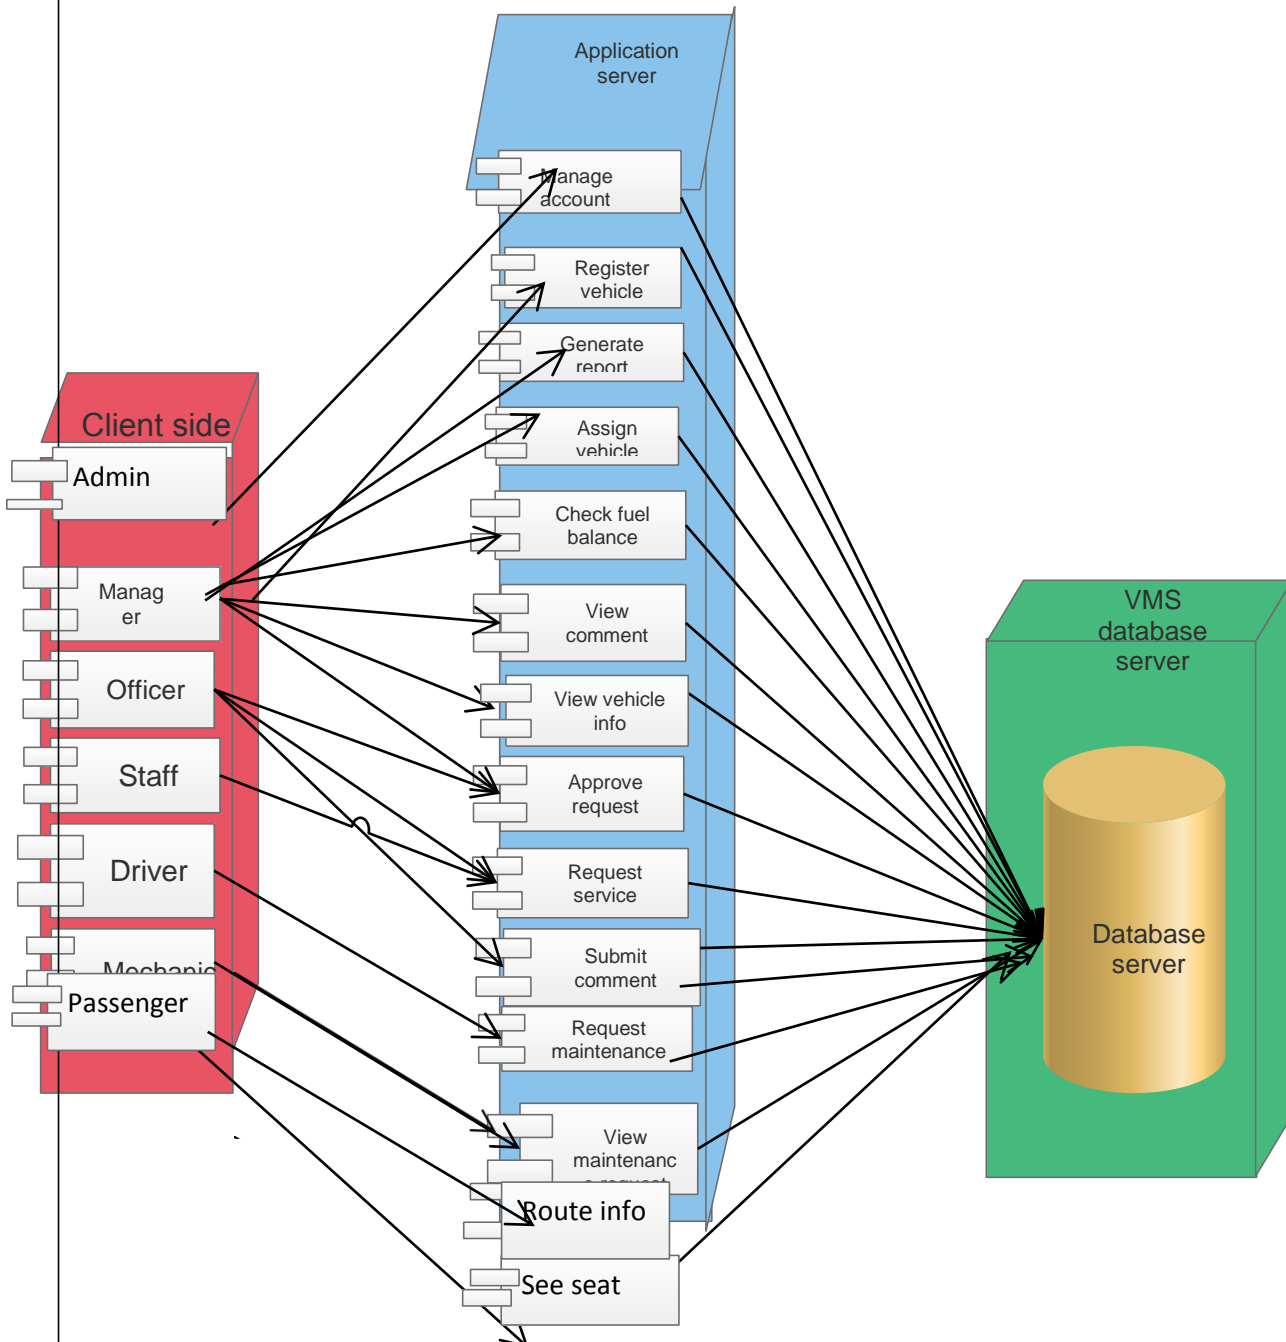 Application
server
Manage
account
Register
vehicle
Generate
report
Assign
vehicle
Check fuel
balance
View
comment
View vehicle
info
Approve
request
Request
service
Submit
comment
Request
maintenance
View
maintenanc
e request
Route info
See seat
Client side
Admin
Manag
er
Officer
Staff
Driver
Mechanic
Passenger
VMS
database
server
Database
server